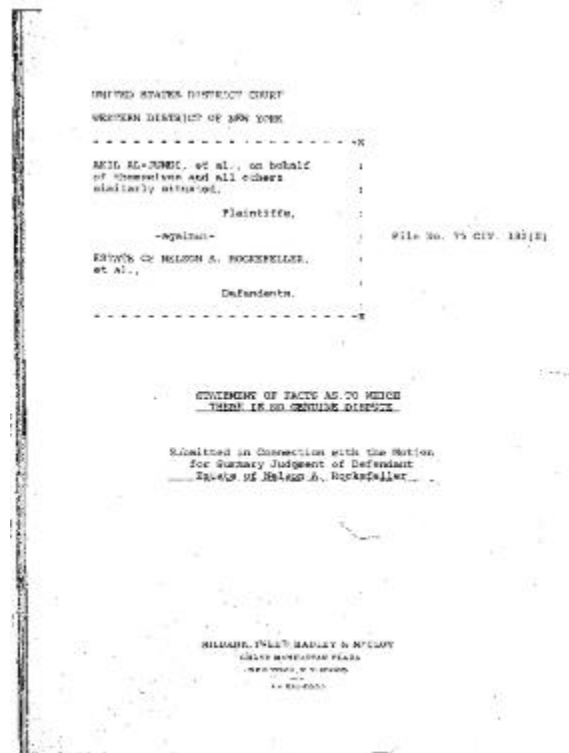 UNITED STATES DISTRICT COURT
WESTERN DISTRICT OF NEW YORK
- - - - - - - - - - - - - - - - - - - - -X
AKIL AL-JUNDI, et al., on behalf
of themselves and all others
similarly situated,
Plaintiffs,
-against-
File No. 75 CIV.
ESTATE OF NELSON A. ROCKEFELLER,
et al.,
Defendants.
- - - - - - - - - - - - - - - - - - - - -X
STATEMENT OF FACTS AS TO WHICH
THERE IS NO GENUINE DISPUTE
Submitted in Connection with the Motion
for Summary Judgment of Defendant
Estate of Nelson A. Rockefeller
MILBANK, TWEED, HADLEY & McCLOY
CHASE MANHATTAN PLAZA